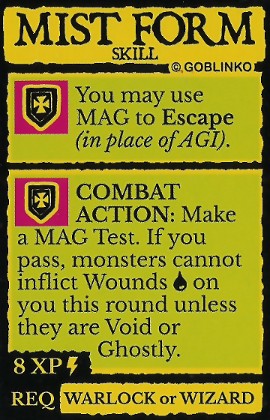 MIST FORM
SKILL
©, GOBLINKO
You may use
MAG to Escape
(in place of AGI).
COMBAT
ACTION: Make
a MAG Test. If you
pass, monsters cannot
inflict Wounds on
you this round unless
they are Void or
Ghostly.
8 XP
REQ WARLOCK or WIZARD